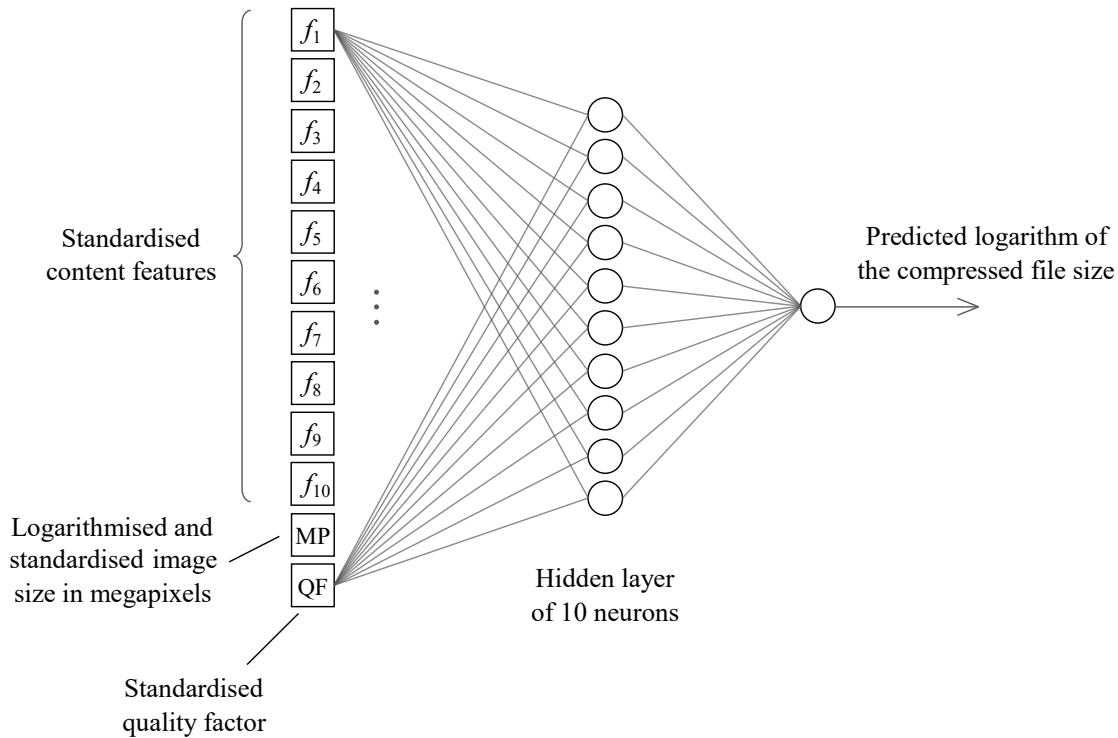 f1
f2
f3
f4
f5
f6
f7
f8
f9
f10
MP
QF
Standardised
content features
Logarithmised and
standardised image
size in megapixels
Standardised
quality factor
Hidden layer
of 10 neurons
Predicted logarithm of
the compressed file size